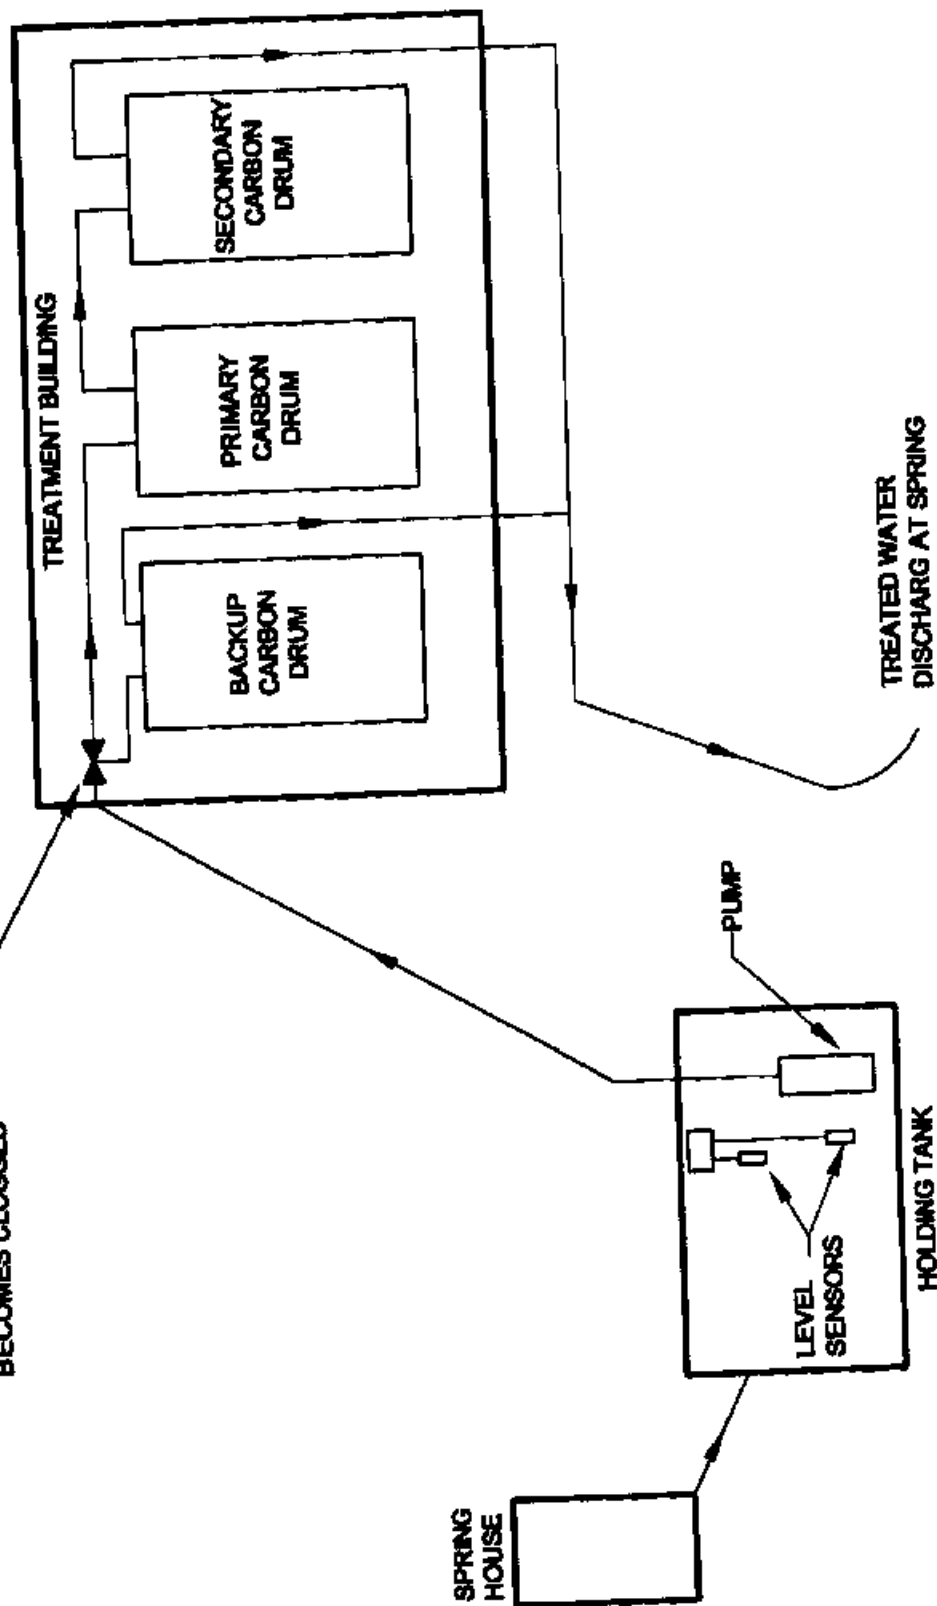 BECOMES CLOGGED
TREATMENT BUILDING
BACKUP
CARBON
DRUM
PRIMARY
CARBON
DRUM
SECONDARY
CARBON
DRUM
SPRING
HOUSE
LEVEL
SENSORS
HOLDING TANK
PUMP
TREATED WATER
DISCHARG AT SPRING